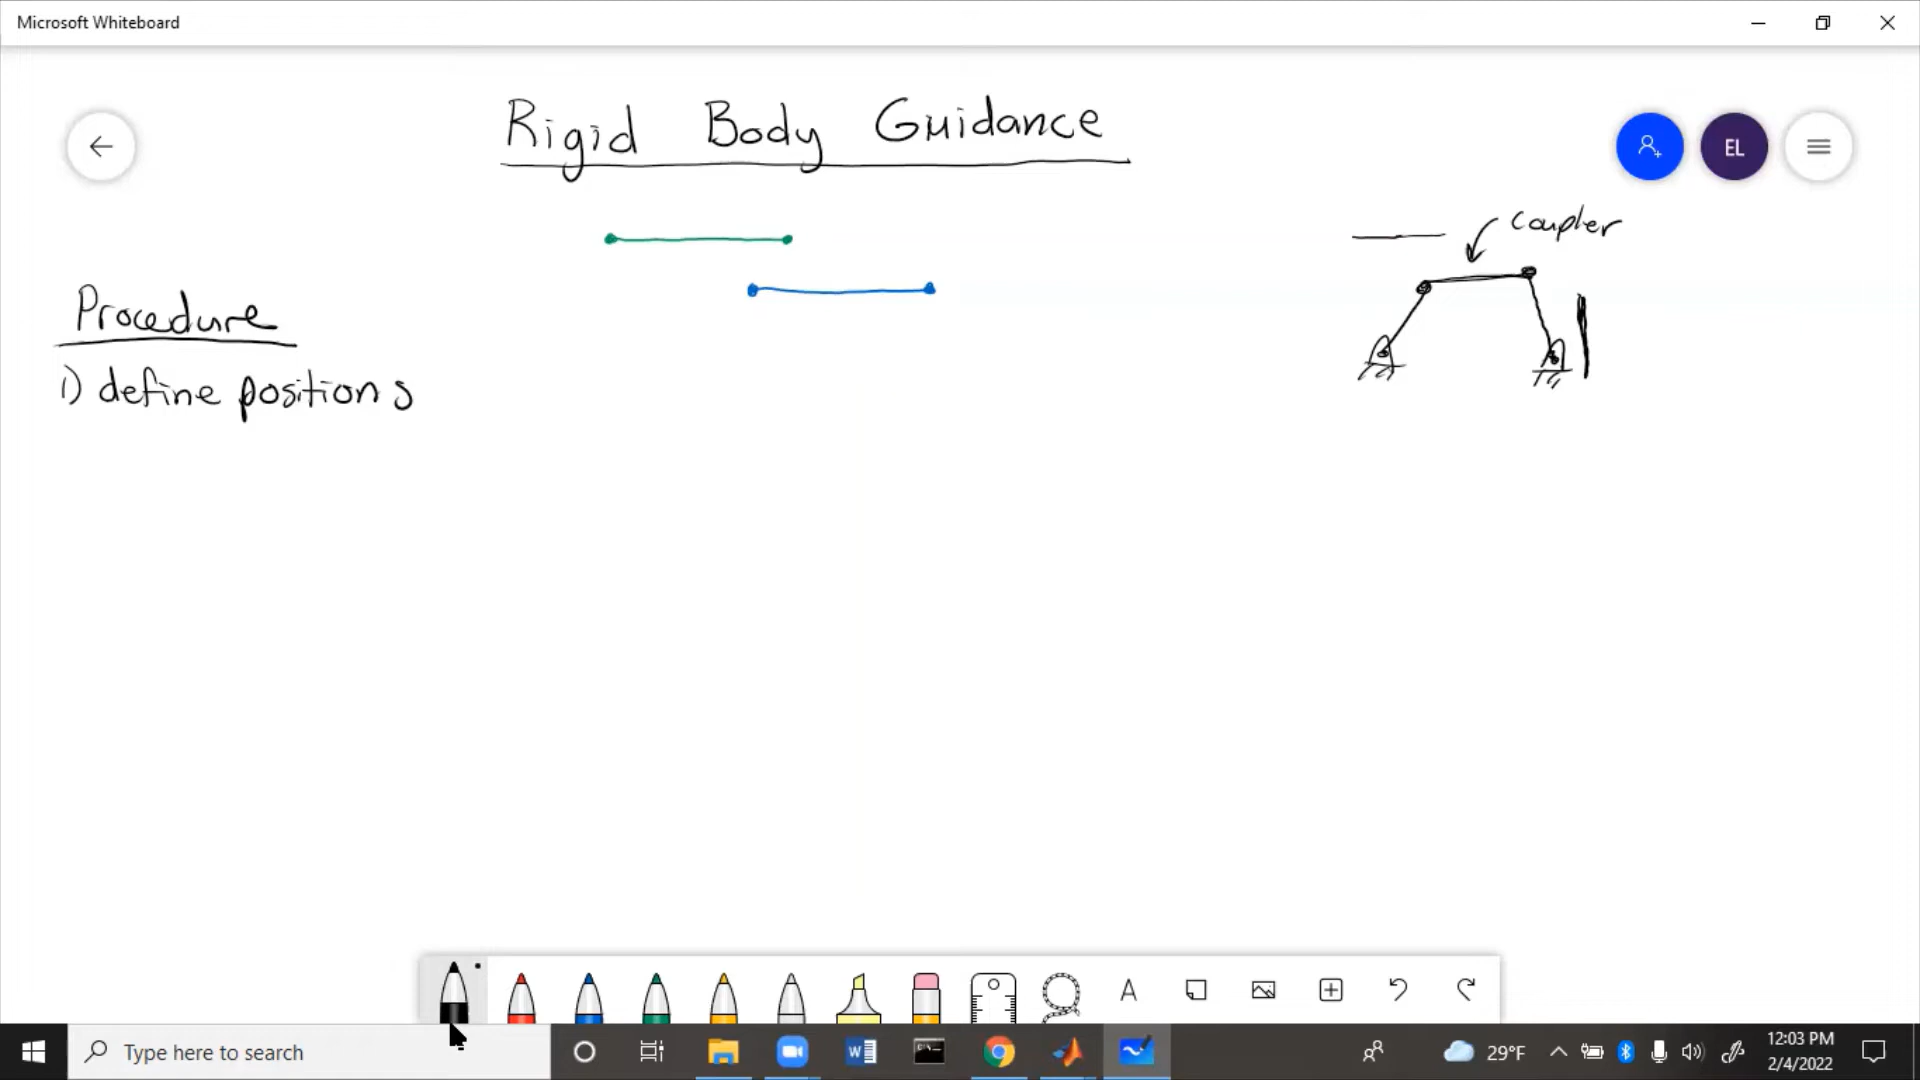 Microsoft Whiteboard
Rigid Body Guidance
EL
coupler
Procedure
1) define positions
A
Type here to search
W
29°F
12:03 PM
2/4/2022